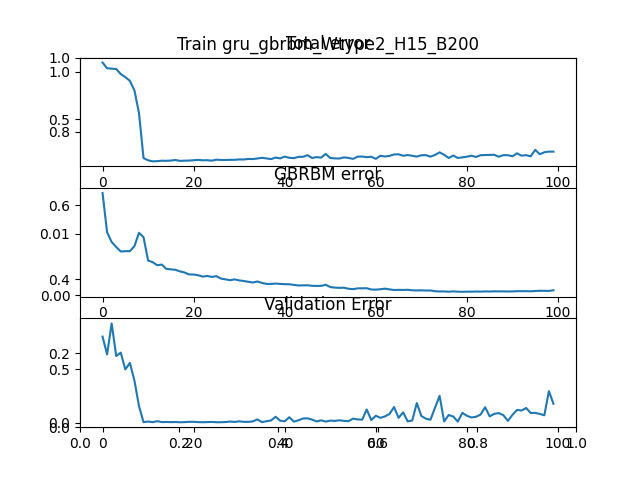 Train gru_gbrbm_Wtype2_H15_B200
Total error
1.0
1.0
0.5
0.8
0 20 40 60 80 100
GBRBM error
0.6
0.01
0.4
0.00
0 20 40 60 80 100
Validation Error
0.2
0.5
0.0
0.0
0.0 0 0.2 20 0.4 40 0.6 60 0.8 80 1.0 100